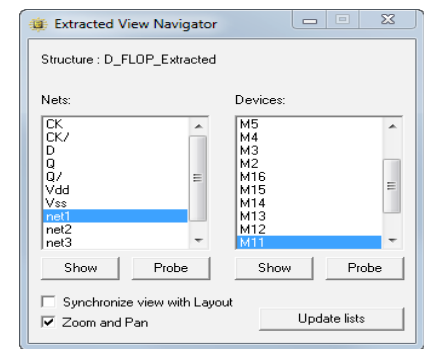 Extracted View Navigator
Structure : D_FLOP_Extracted
Nets:
CK
CK/
D
Q
Q/
Vdd
Vss
net1
net2
net3
Show
Probe
Devices:
M5
M4
M3
M2
M16
M15
M14
M13
M12
M11
Show
Probe
Synchronize view with Layout
Zoom and Pan
Update lists